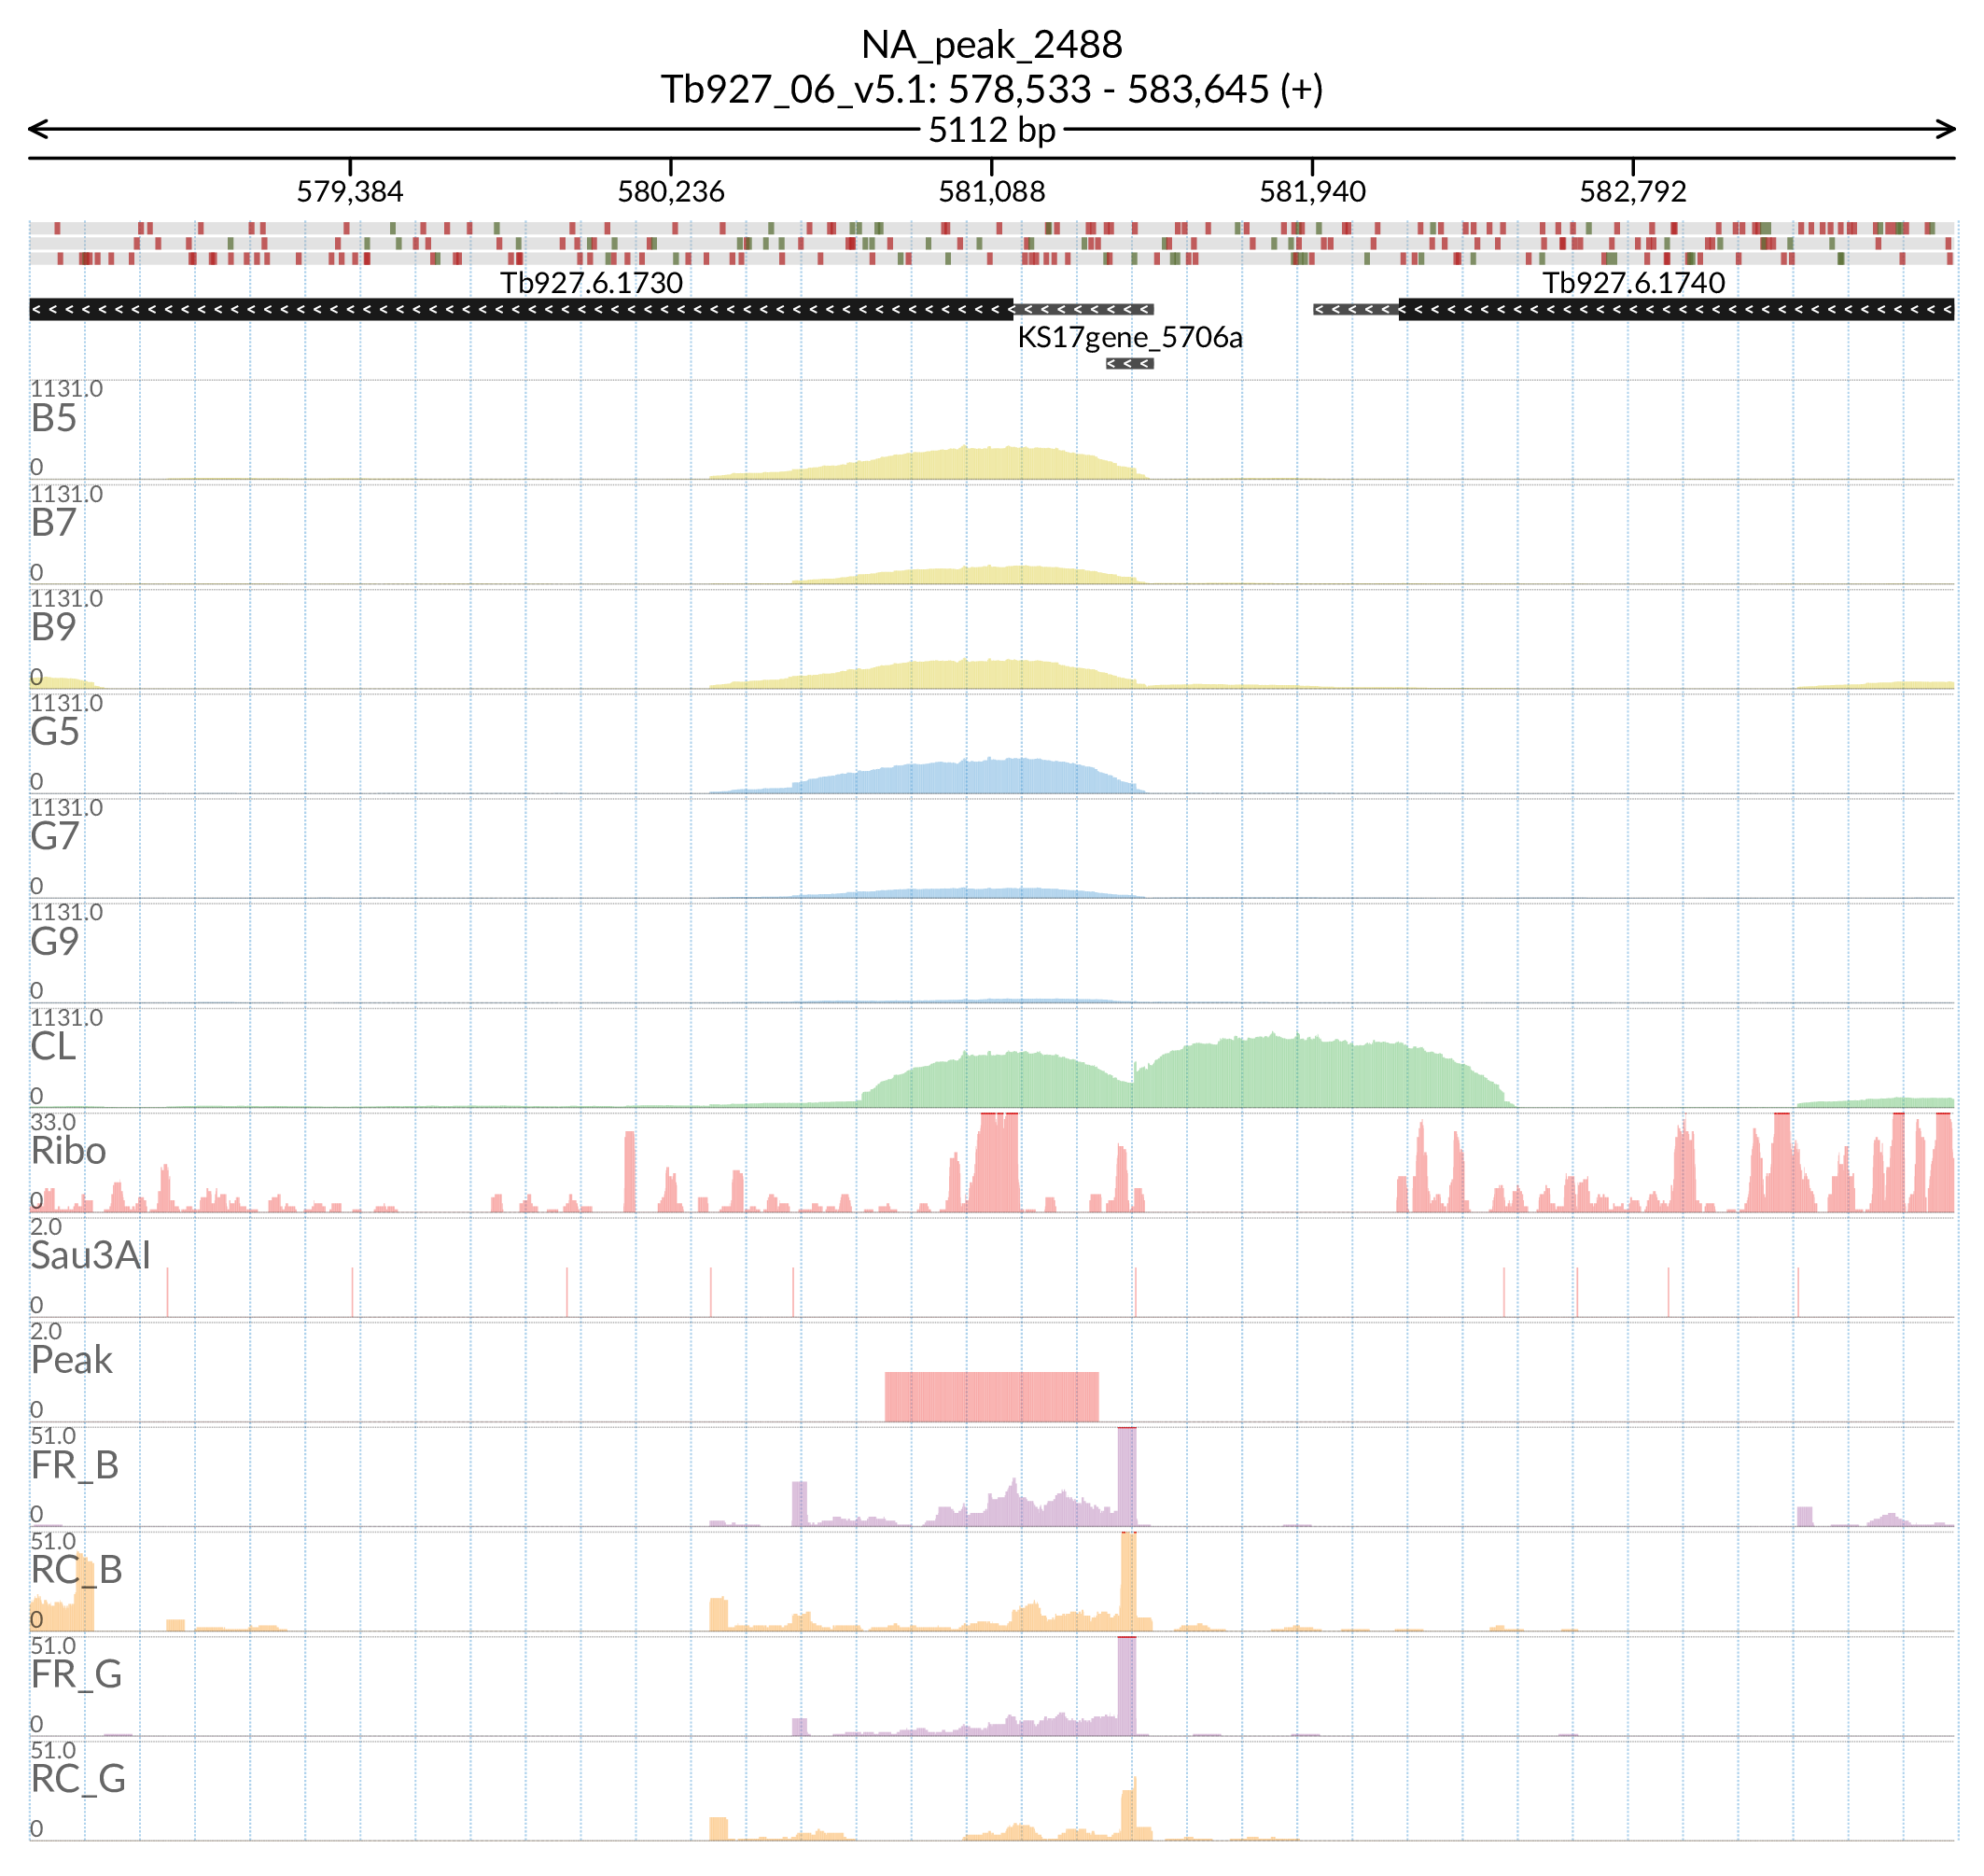 NA_peak_2488
Tb927_06_v5.1: 578,533 - 583,645 (+)
5112 bp
579,384 580,236 581,088 581,940 582,792
Tb927.6.1730 Tb927.6.1740
KS17gene_5706a
1131.0
B5
0
1131.0
B7
0
1131.0
B9
0
1131.0
G5
0
1131.0
G7
0
1131.0
G9
0
1131.0
CL
0
33.0
Ribo
0
2.0
Sau3AI
0
2.0
Peak
0
51.0
FR_B
0
51.0
RC_B
0
51.0
FR_G
0
51.0
RC_G
0